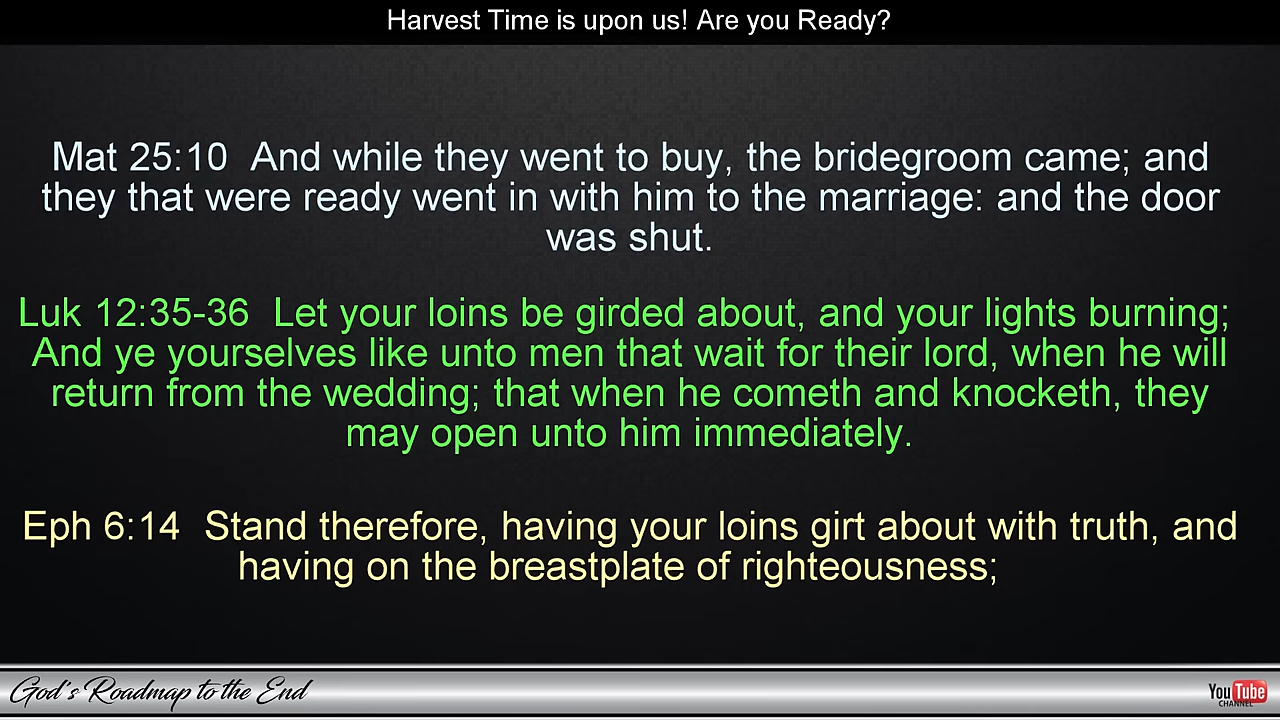 Harvest Time is upon us! Are you Ready?
Mat 25:10  And while they went to buy, the bridegroom came; and
they that were ready went in with him to the marriage: and the door
was shut.
Luk 12:35-36  Let your loins be girded about, and your lights burning;
And ye yourselves like unto men that wait for their lord, when he will
return from the wedding; that when he cometh and knocketh, they
may open unto him immediately.
Eph 6:14  Stand therefore, having your loins girt about with truth, and
having on the breastplate of righteousness;
God's Roadmap to the End
YouTube
CHANNEL